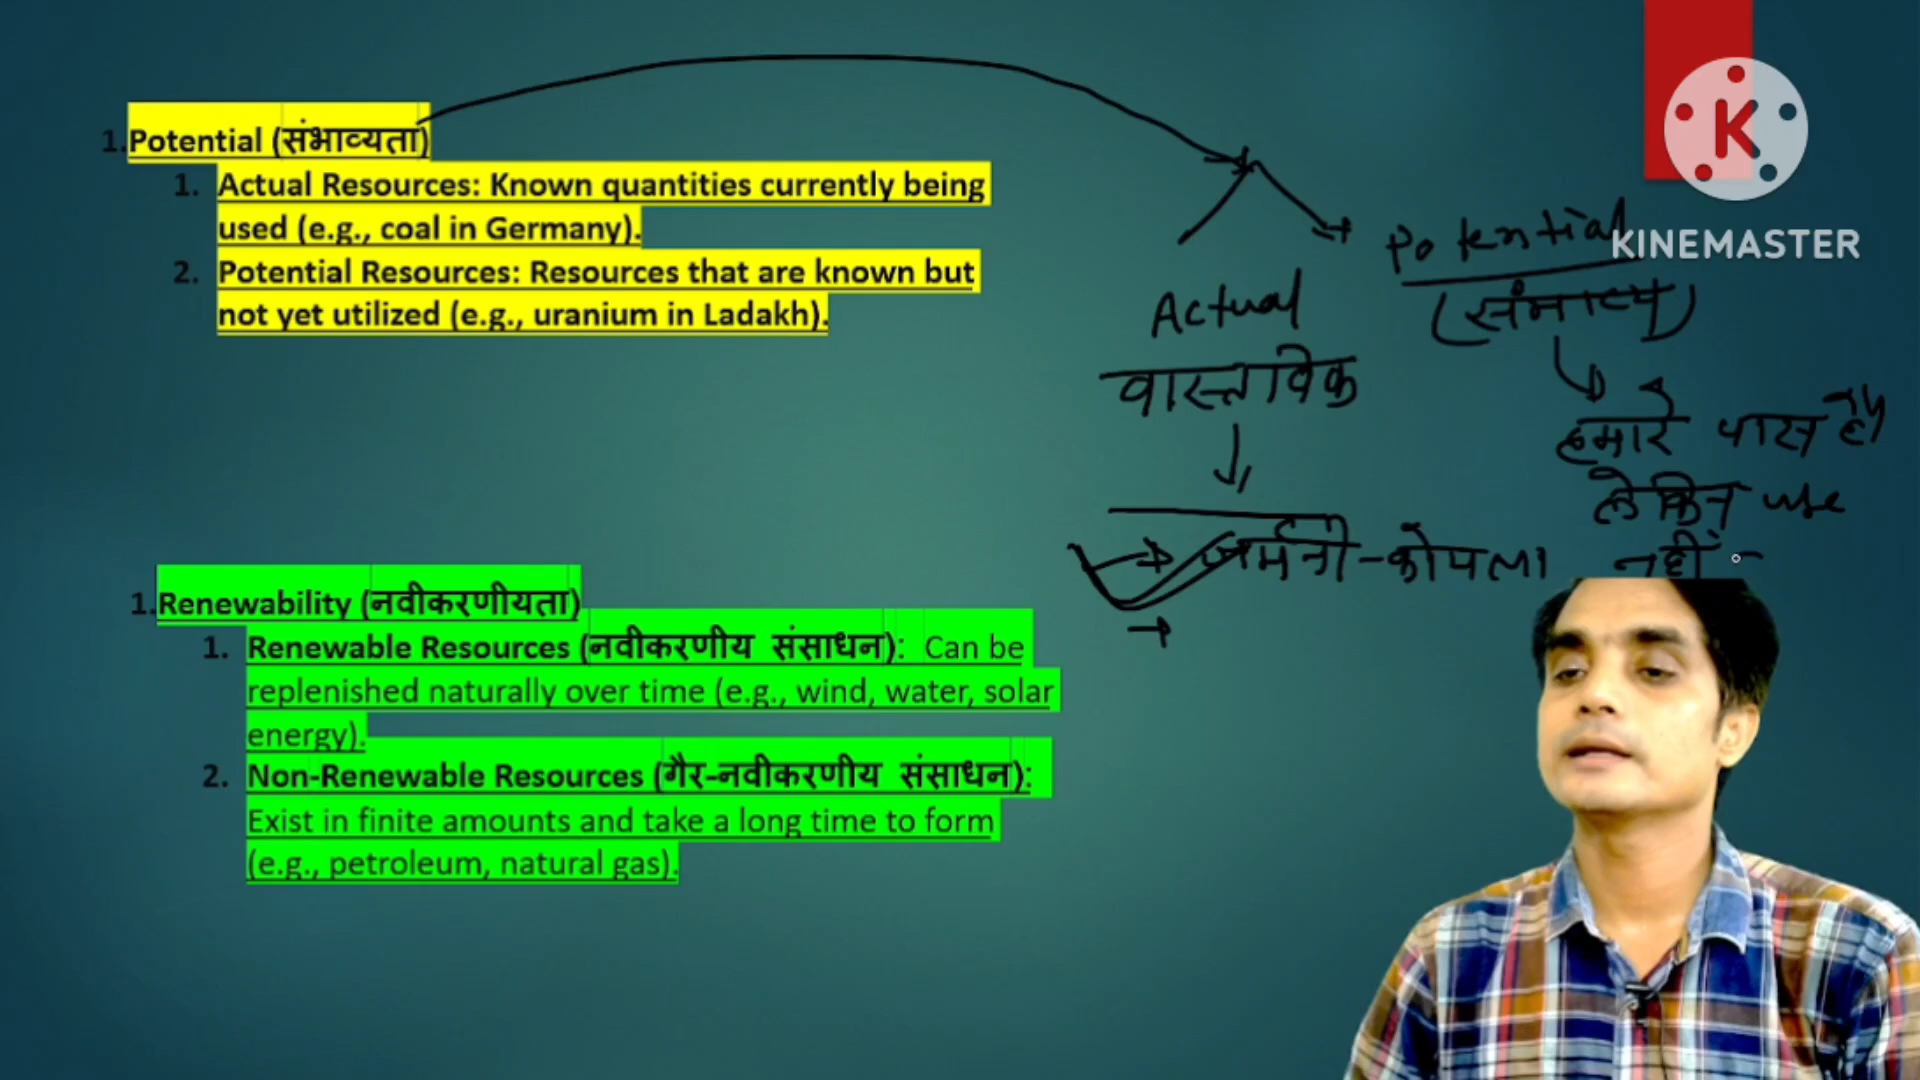 1. Potential (संभाव्यता)
1. Actual Resources: Known quantities currently being
used (e.g., coal in Germany).
2. Potential Resources: Resources that are known but
not yet utilized (e.g., uranium in Ladakh).
1. Renewability (नवीकरणीयता)
1. Renewable Resources (नवीकरणीय संसाधन): Can be
replenished naturally over time (e.g., wind, water, solar
energy).
2. Non-Renewable Resources (गैर-नवीकरणीय संसाधन):
Exist in finite amounts and take a long time to form
(e.g., petroleum, natural gas).
K
KINEMASTER
Potential
(संभाव्य)
Actual
वास्तविक
हमारे पास है
लेकिन use
नहीं
जर्मनी-कोयला